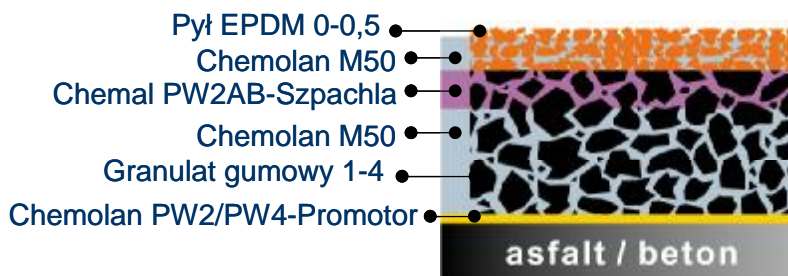 Pył EPDM 0-0,5
Chemolan M50
Chemal PW2AB-Szpachla
Chemolan M50
Granulat gumowy 1-4
Chemolan PW2/PW4-Promotor
asfalt / beton